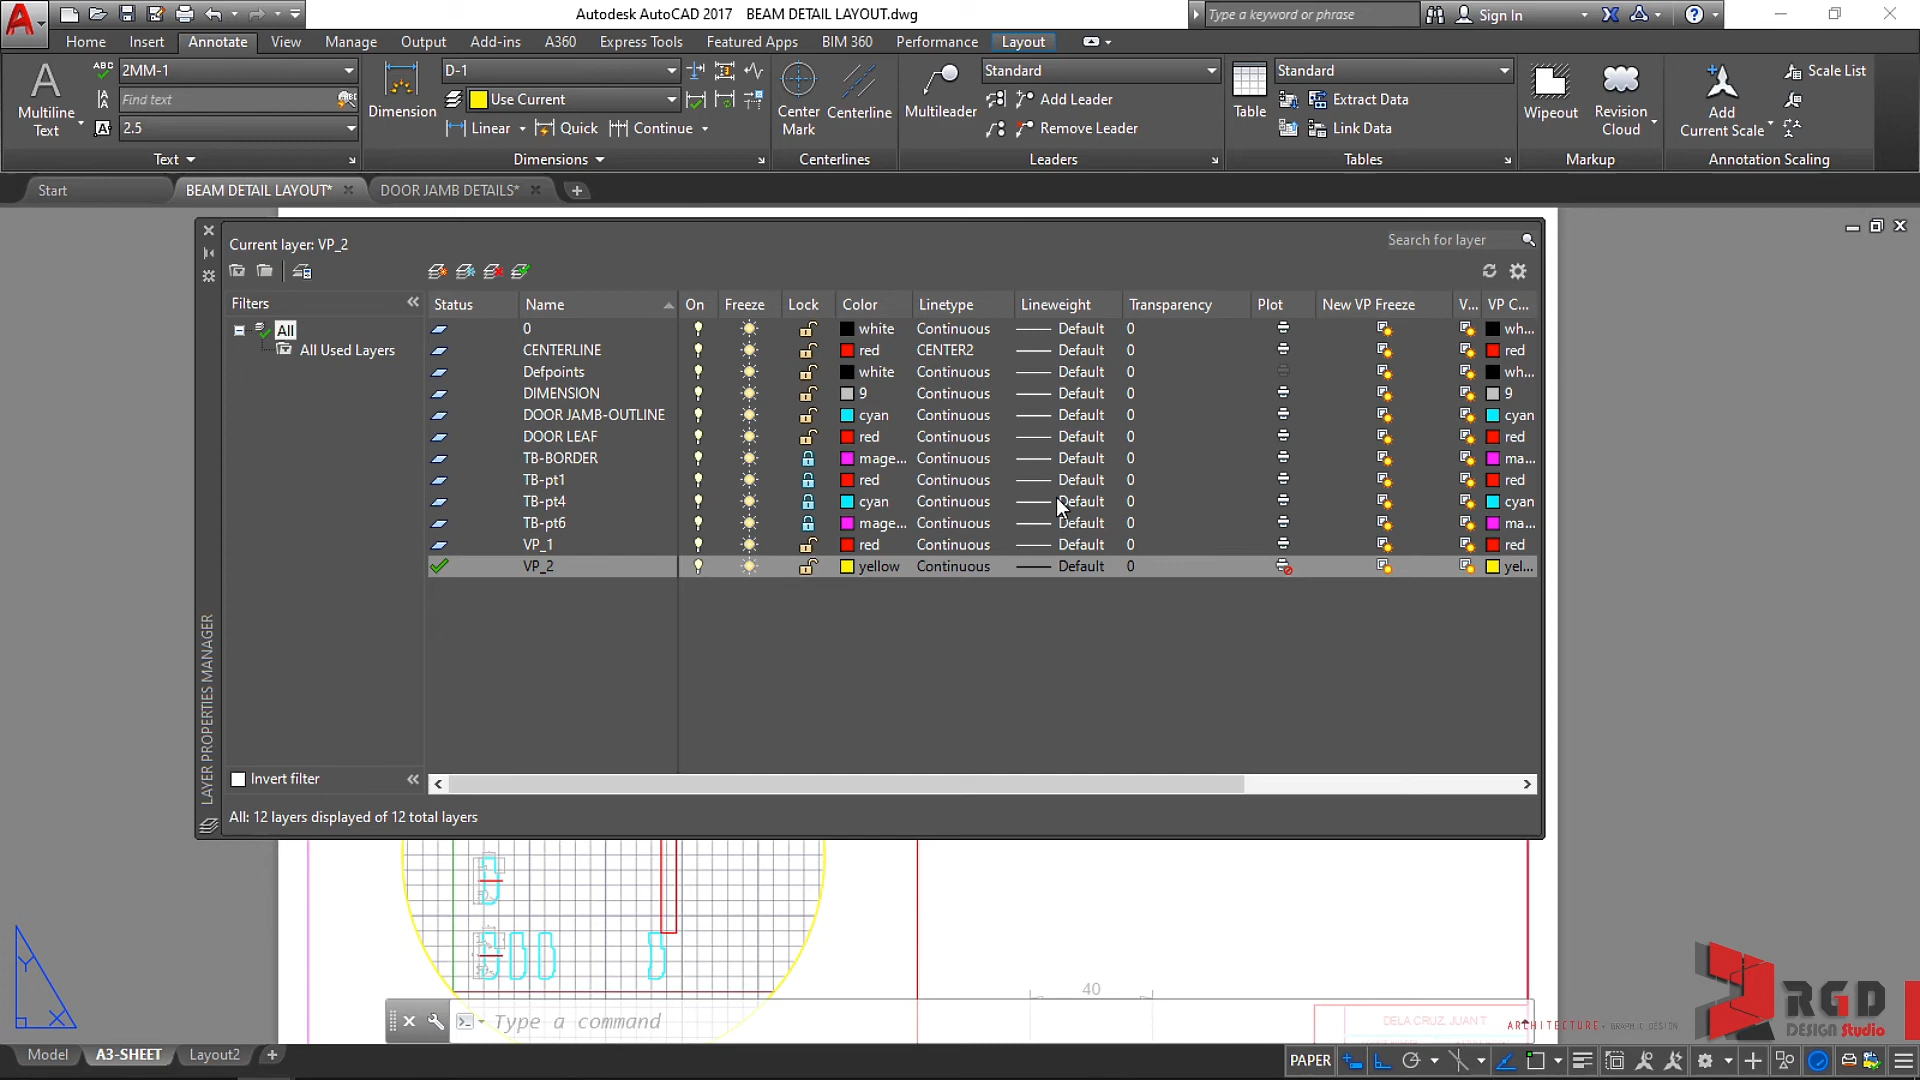 Autodesk AutoCAD 2017 BEAM DETAIL LAYOUT.dwg
Type a keyword or phrase
Sign In
Home Insert Annotate View Manage Output Add-ins A360 Express Tools Featured Apps BIM 360 Performance Layout
Multiline Text
ABC
2MM-1
Find text
2.5
Text
Dimension
D-1
Use Current
Linear Quick Continue
Dimensions
Center Mark
Centerline
Centerlines
Multileader
Standard
Add Leader
Remove Leader
Leaders
Table
Standard
Extract Data
Link Data
Tables
Wipeout
Revision Cloud
Markup
Add Current Scale
Scale List
Annotation Scaling
Start BEAM DETAIL LAYOUT* DOOR JAMB DETAILS*
Current layer: VP_2
Search for layer
Filters
All
All Used Layers
Invert filter
Status Name On Freeze Lock Color Linetype Lineweight Transparency Plot New VP Freeze V... VP C...
0 white Continuous Default 0 wh...
CENTERLINE red CENTER2 Default 0 red
Defpoints white Continuous Default 0 wh...
DIMENSION 9 Continuous Default 0 9
DOOR JAMB-OUTLINE cyan Continuous Default 0 cyan
DOOR LEAF red Continuous Default 0 red
TB-BORDER mage... Continuous Default 0 ma...
TB-pt1 red Continuous Default 0 red
TB-pt4 cyan Continuous Default 0 cyan
TB-pt6 mage... Continuous Default 0 ma...
VP_1 red Continuous Default 0 red
VP_2 yellow Continuous Default 0 yel...
LAYER PROPERTIES MANAGER
All: 12 layers displayed of 12 total layers
40
Type a command
DELA CRUZ, JUAN T
Y
X
RGD
DESIGN Studio
ARCHITECTURE + GRAPHIC DESIGN
Model A3-SHEET Layout2
PAPER